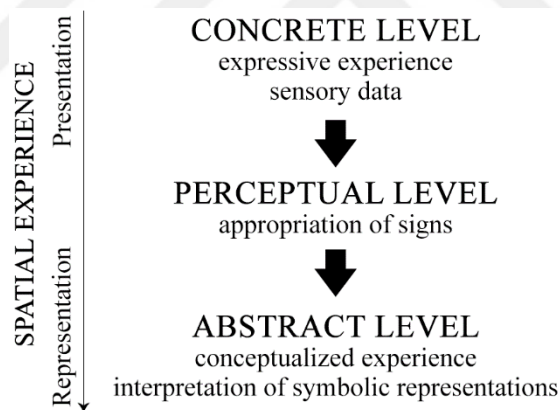 SPATIAL EXPERIENCE
Presentation
Representation
CONCRETE LEVEL
expressive experience
sensory data
PERCEPTUAL LEVEL
appropriation of signs
ABSTRACT LEVEL
conceptualized experience
interpretation of symbolic representations